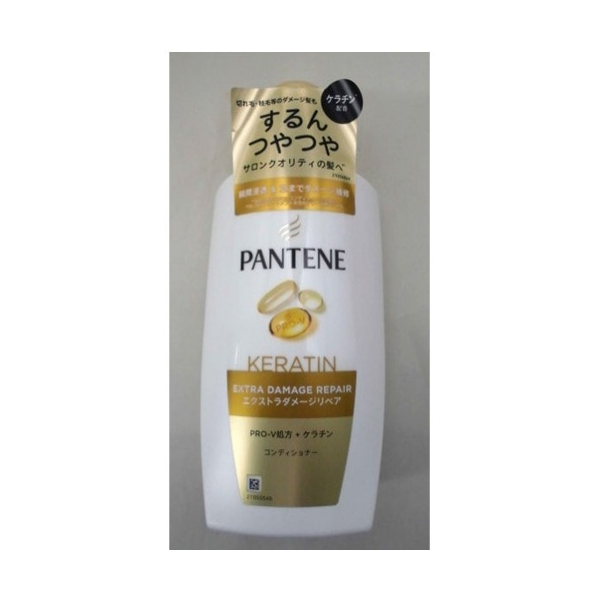 切れ毛・枝毛等のダメージ髪も
ケラチン
配合
するん
つやつや
サロンクオリティの髪へ
PANTENE
PRO-V
KERATIN
EXTRA DAMAGE REPAIR
エクストラダメージリペア
PRO-V処方 + ケラチン
コンディショナー